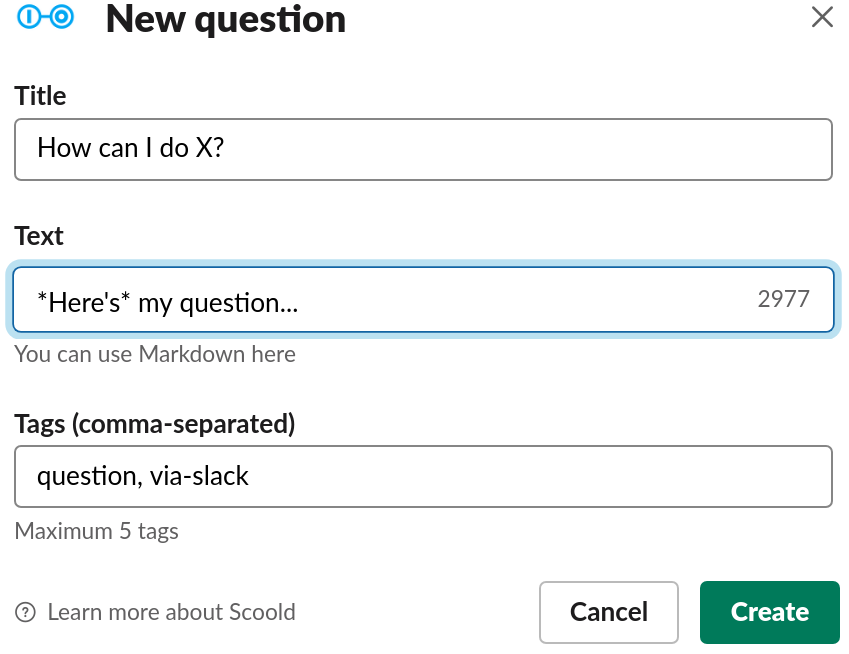 New question
Title
How can I do X?
Text
*Here's* my question...
2977
You can use Markdown here
Tags (comma-separated)
question, via-slack
Maximum 5 tags
Learn more about Scoold
Cancel
Create